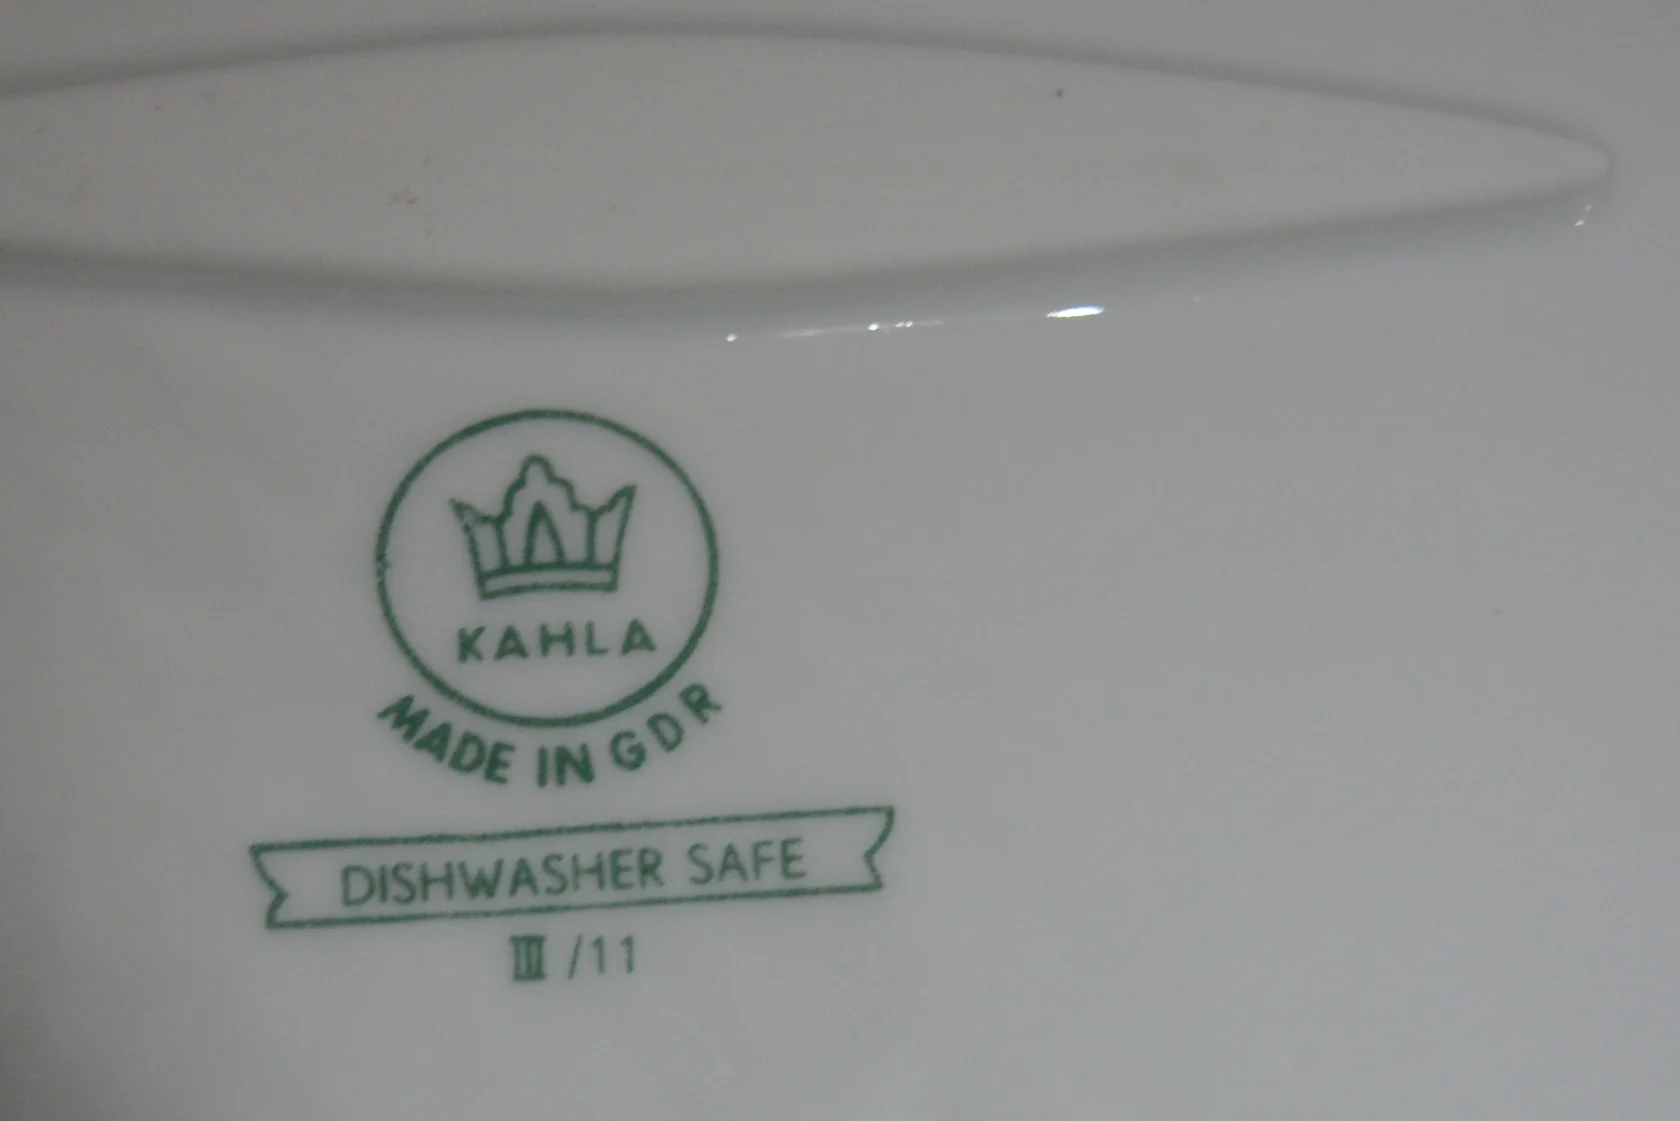 KAHLA
MADE IN GDR
DISHWASHER SAFE
III /11